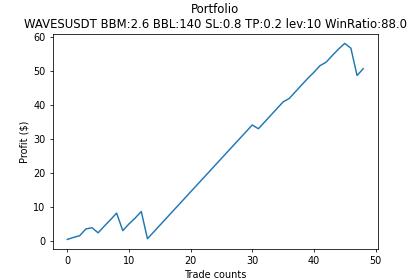 Portfolio
WAVESUSDT BBM:2.6 BBL:140 SL:0.8 TP:0.2 lev:10 WinRatio:88.0
60
50
40
30
20
10
0
Profit ($)
0 10 20 30 40 50
Trade counts